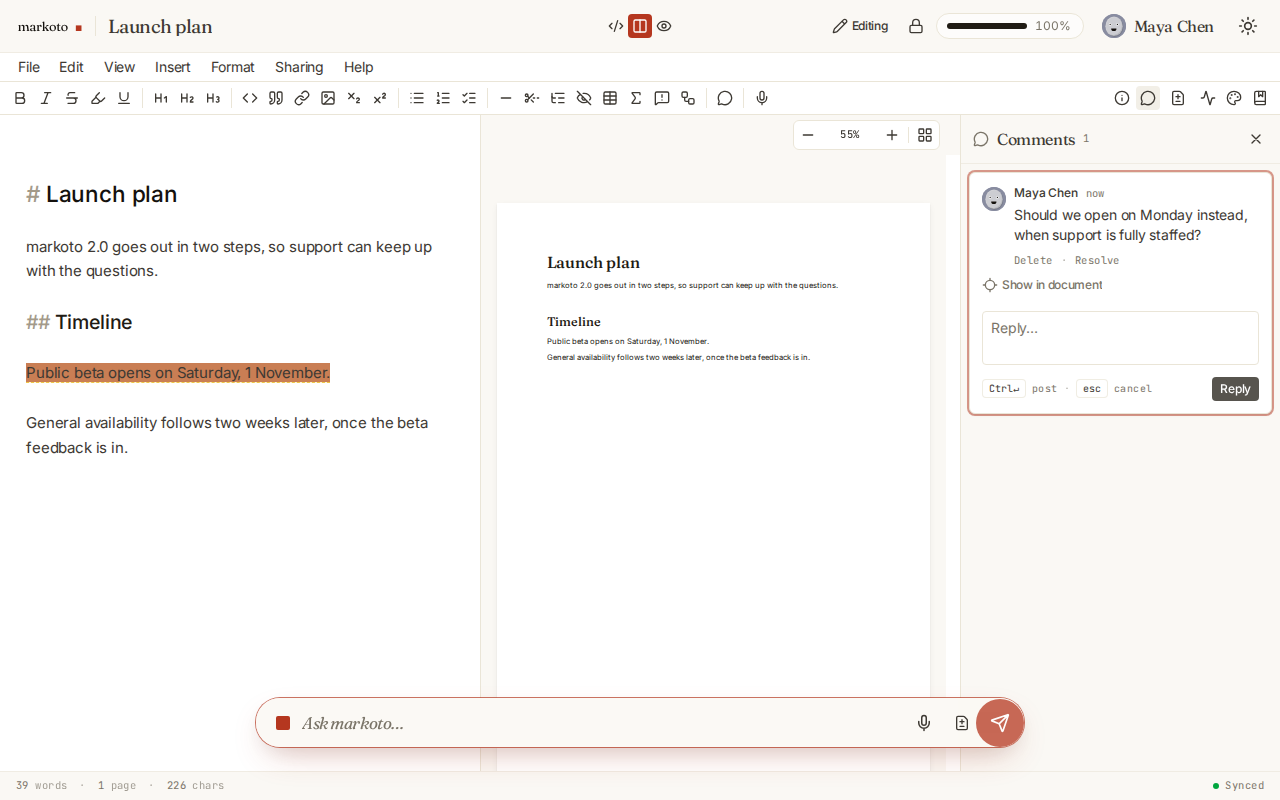 markoto
Launch plan
Editing
100%
Maya Chen
File Edit View Insert Format Sharing Help
H1 H2 H3
55%
# Launch plan
markoto 2.0 goes out in two steps, so support can keep up
with the questions.
## Timeline
Public beta opens on Saturday, 1 November.
General availability follows two weeks later, once the beta
feedback is in.
Launch plan
markoto 2.0 goes out in two steps, so support can keep up with the questions.
Timeline
Public beta opens on Saturday, 1 November.
General availability follows two weeks later, once the beta feedback is in.
Comments 1
Maya Chen now
Should we open on Monday instead,
when support is fully staffed?
Delete · Resolve
Show in document
Reply...
Ctrl↵ post · esc cancel
Reply
Ask markoto...
39 words · 1 page · 226 chars
Synced